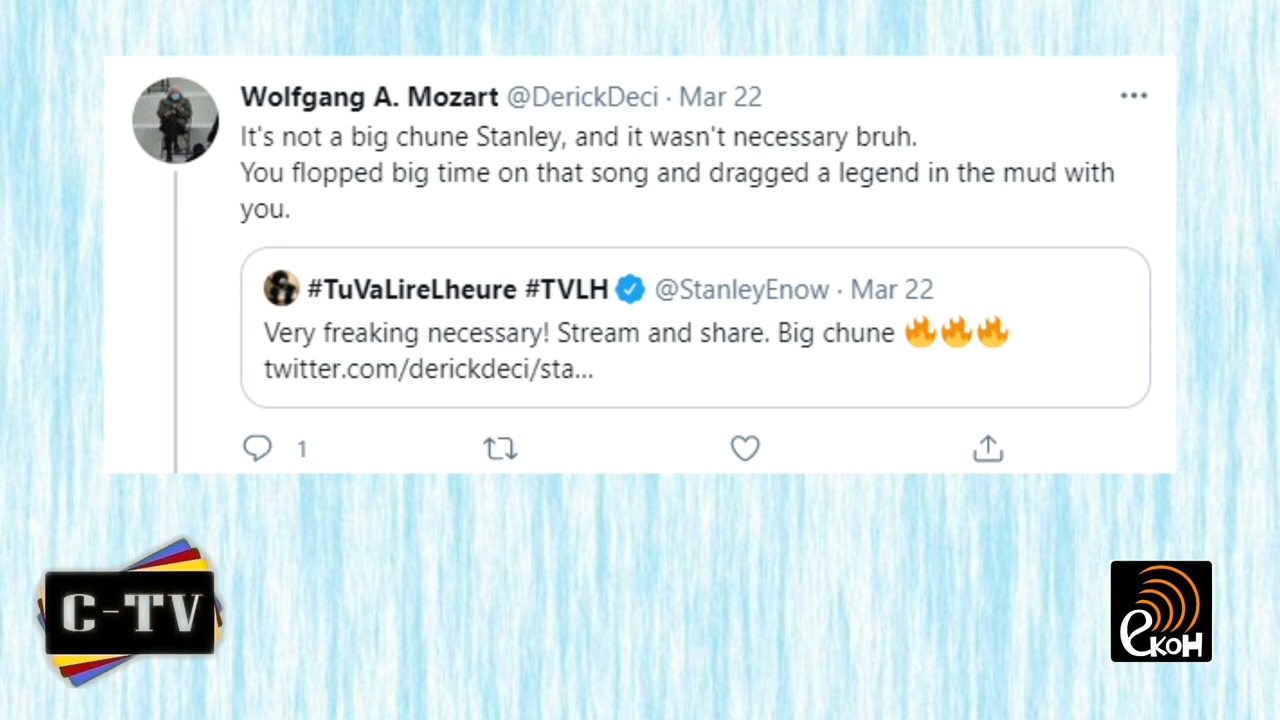 Wolfgang A. Mozart @DerickDeci · Mar 22
It's not a big chune Stanley, and it wasn't necessary bruh.
You flopped big time on that song and dragged a legend in the mud with
you.
#TuVaLireLheure #TVLH @StanleyEnow · Mar 22
Very freaking necessary! Stream and share. Big chune 🔥🔥🔥
twitter.com/derickdeci/sta...
1
C-TV
eKOH